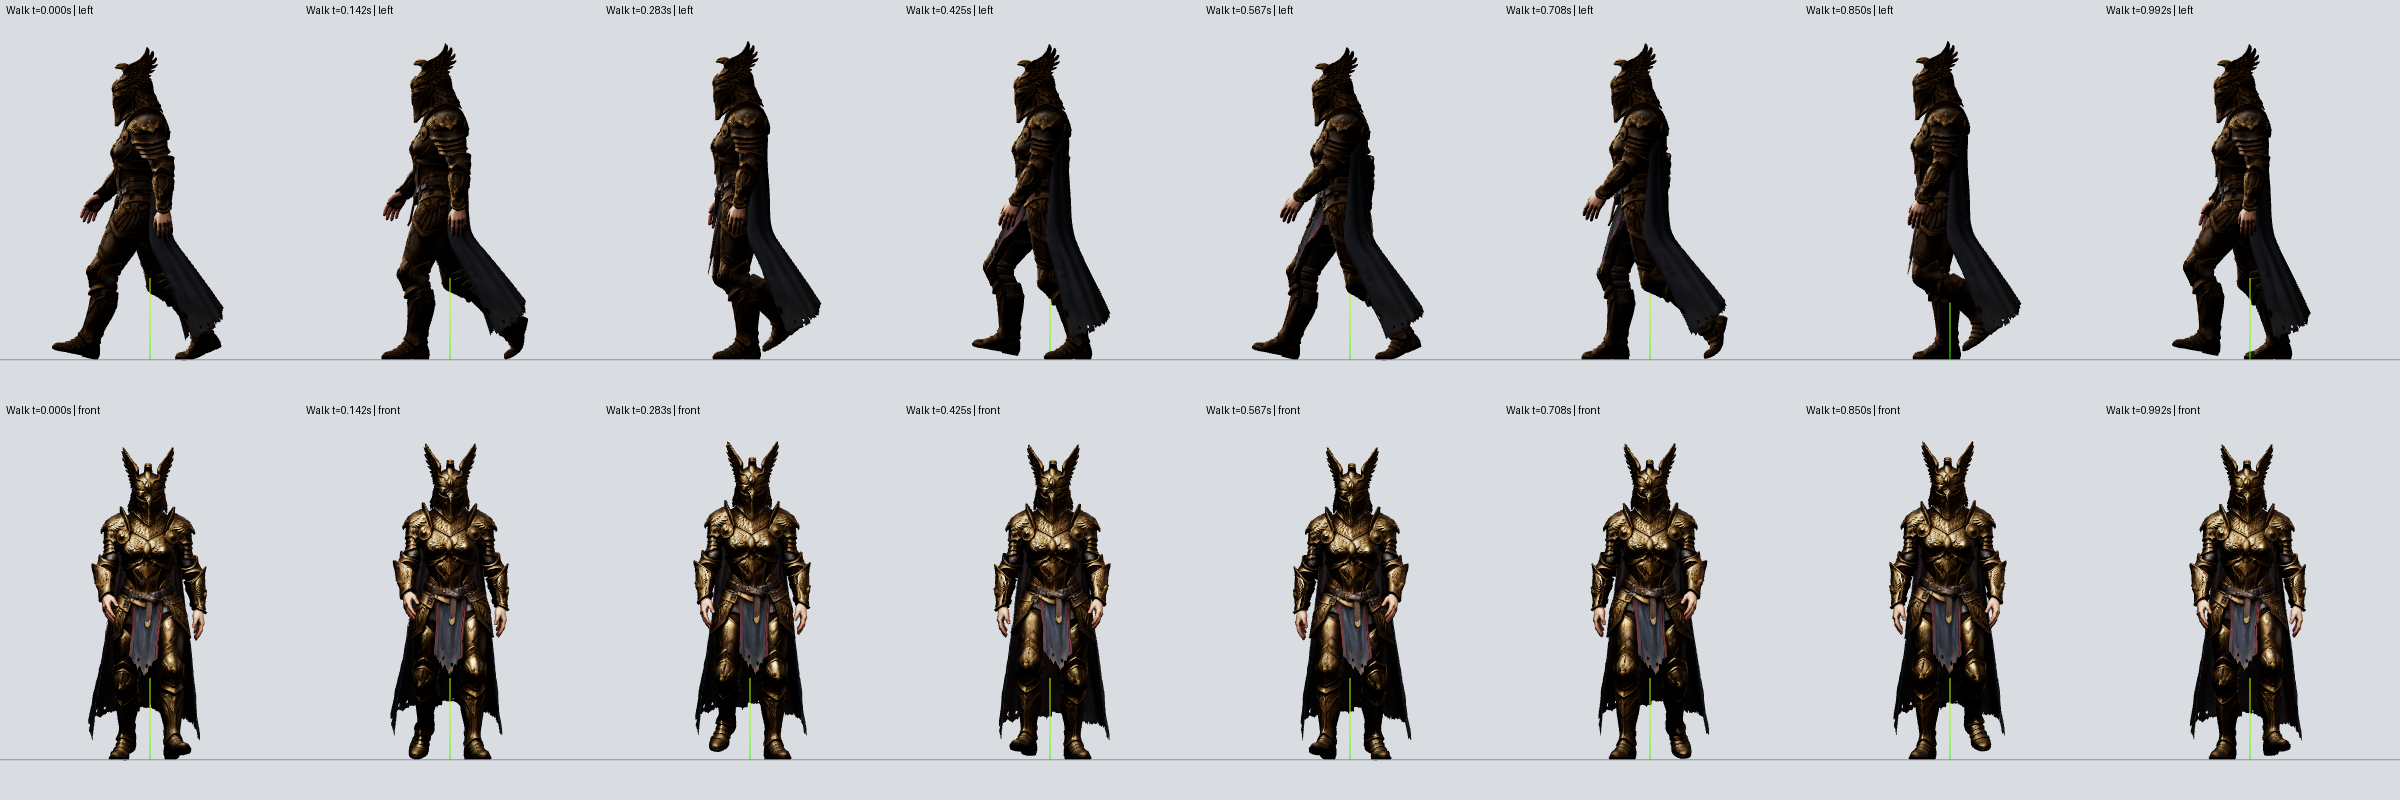 Walk t=0.000s | left
Walk t=0.142s | left
Walk t=0.283s | left
Walk t=0.425s | left
Walk t=0.567s | left
Walk t=0.708s | left
Walk t=0.850s | left
Walk t=0.992s | left
Walk t=0.000s | front
Walk t=0.142s | front
Walk t=0.283s | front
Walk t=0.425s | front
Walk t=0.567s | front
Walk t=0.708s | front
Walk t=0.850s | front
Walk t=0.992s | front